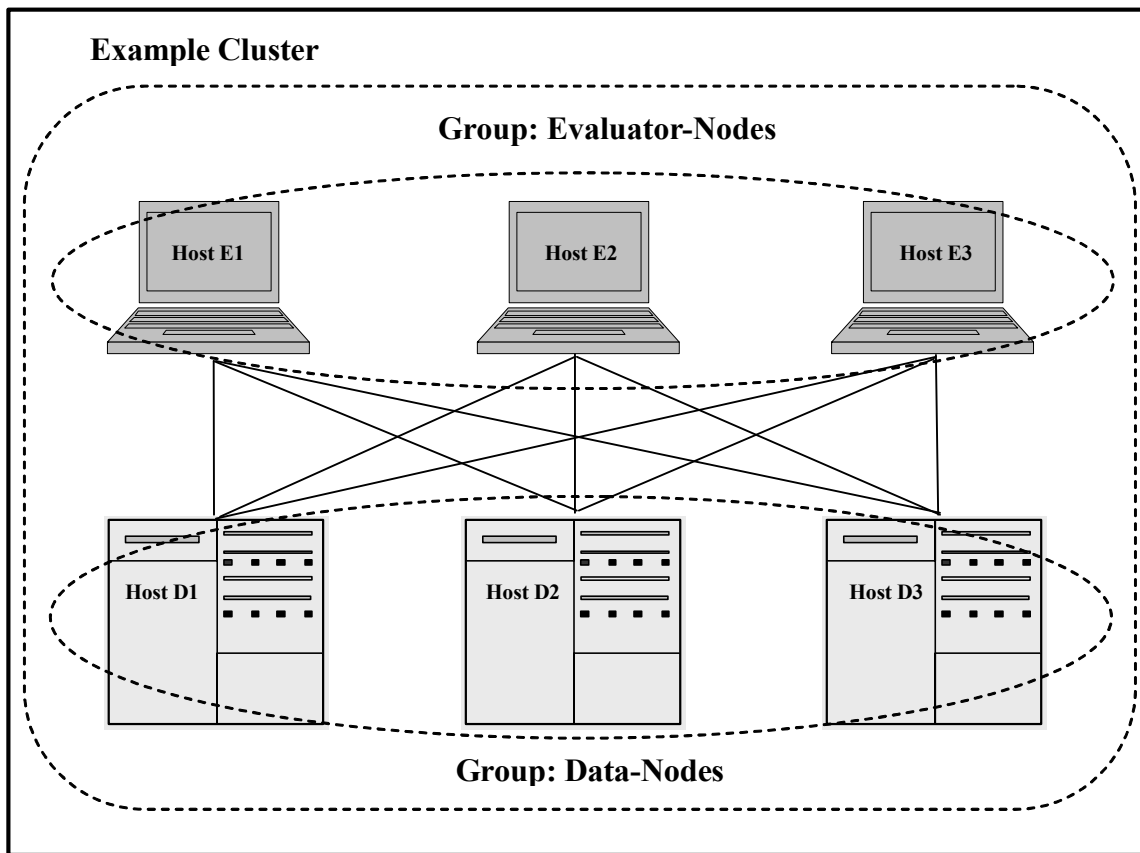 Example Cluster
Group: Evaluator-Nodes
Host E1
Host E2
Host E3
Host D1
Host D2
Host D3
Group: Data-Nodes